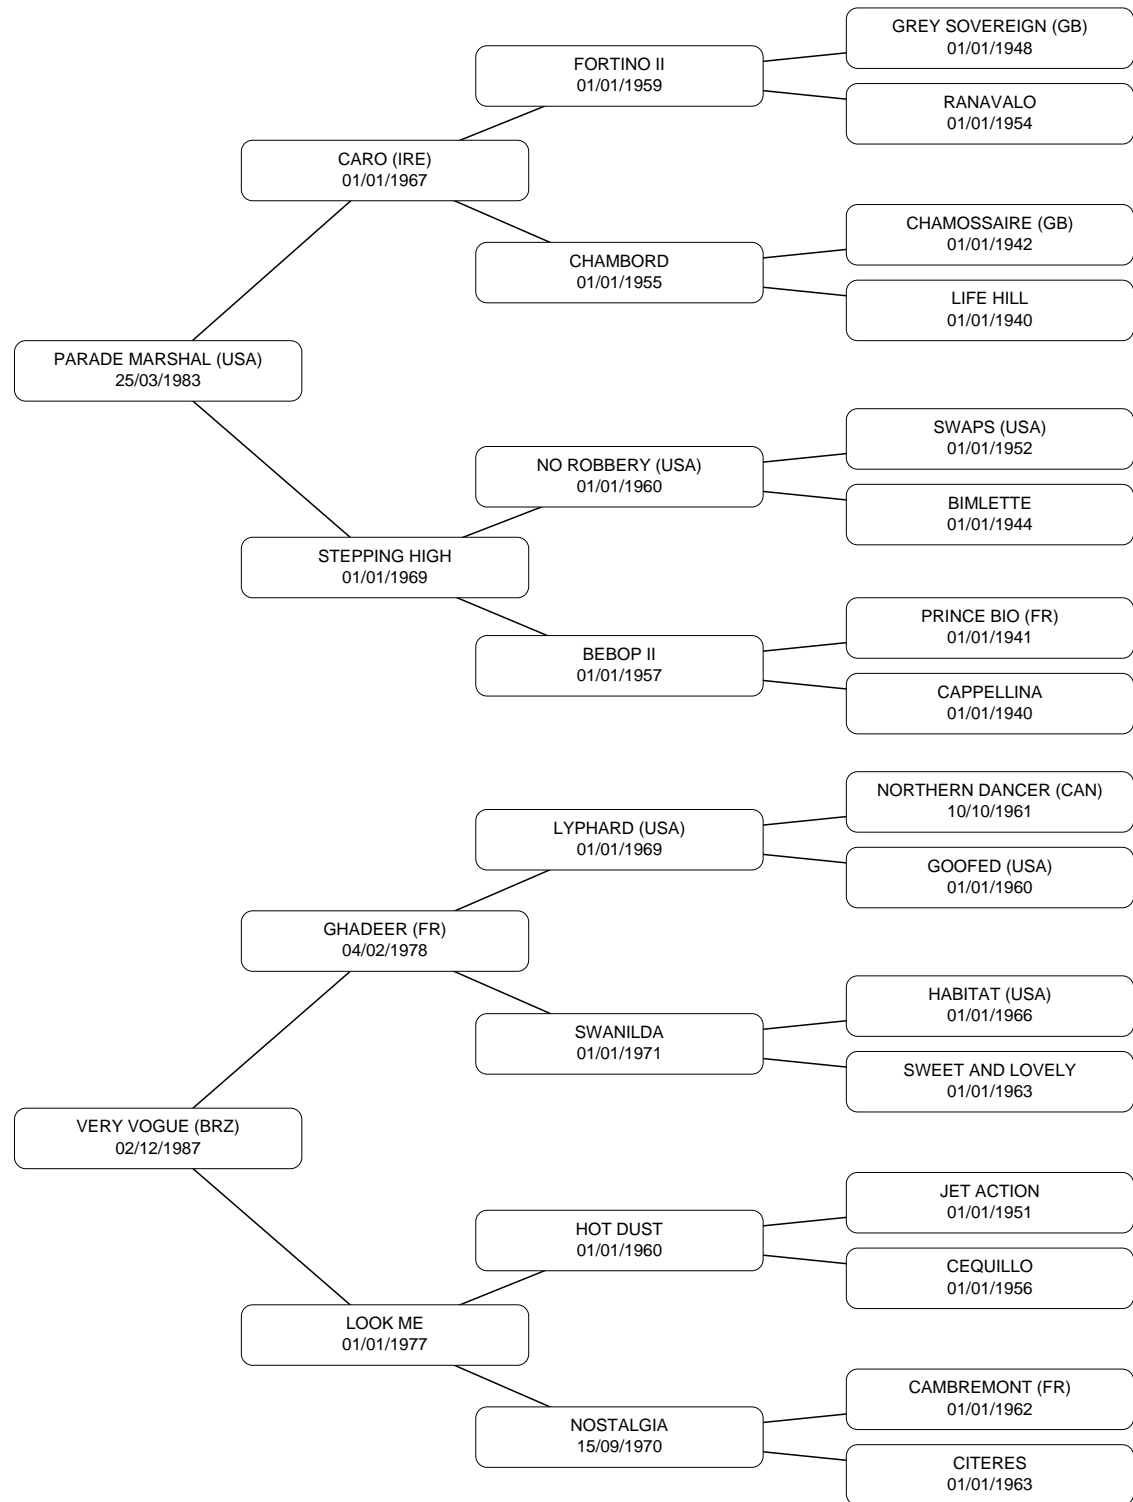 GREY SOVEREIGN (GB)
01/01/1948
FORTINO II
01/01/1959
RANAVALO
01/01/1954
CARO (IRE)
01/01/1967
CHAMOSSAIRE (GB)
01/01/1942
CHAMBORD
01/01/1955
LIFE HILL
01/01/1940
PARADE MARSHAL (USA)
25/03/1983
SWAPS (USA)
01/01/1952
NO ROBBERY (USA)
01/01/1960
BIMLETTE
01/01/1944
STEPPING HIGH
01/01/1969
PRINCE BIO (FR)
01/01/1941
BEBOP II
01/01/1957
CAPPELLINA
01/01/1940
NORTHERN DANCER (CAN)
10/10/1961
LYPHARD (USA)
01/01/1969
GOOFED (USA)
01/01/1960
GHADEER (FR)
04/02/1978
HABITAT (USA)
01/01/1966
SWANILDA
01/01/1971
SWEET AND LOVELY
01/01/1963
VERY VOGUE (BRZ)
02/12/1987
JET ACTION
01/01/1951
HOT DUST
01/01/1960
CEQUILLO
01/01/1956
LOOK ME
01/01/1977
CAMBREMONT (FR)
01/01/1962
NOSTALGIA
15/09/1970
CITERES
01/01/1963